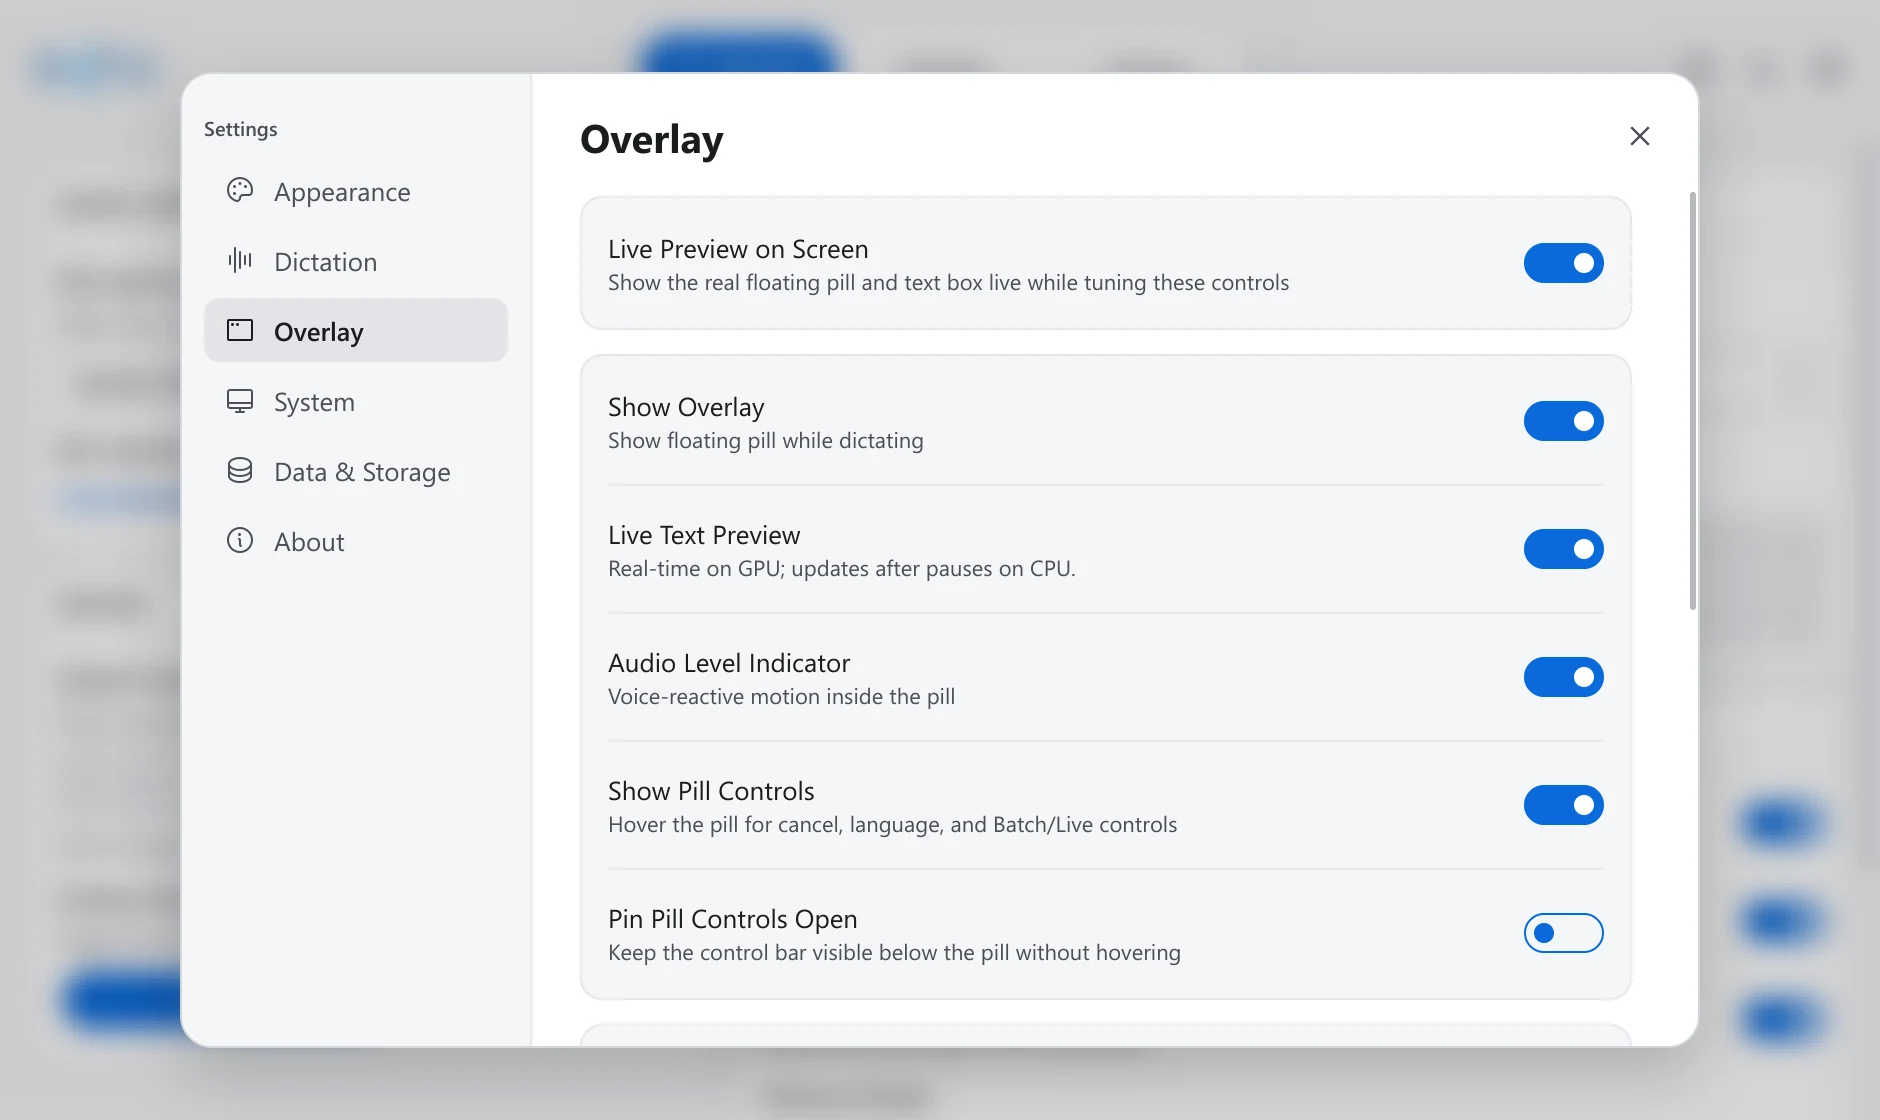 Settings
Appearance
Dictation
Overlay
System
Data & Storage
About
Overlay
Live Preview on Screen
Show the real floating pill and text box live while tuning these controls
Show Overlay
Show floating pill while dictating
Live Text Preview
Real-time on GPU; updates after pauses on CPU.
Audio Level Indicator
Voice-reactive motion inside the pill
Show Pill Controls
Hover the pill for cancel, language, and Batch/Live controls
Pin Pill Controls Open
Keep the control bar visible below the pill without hovering